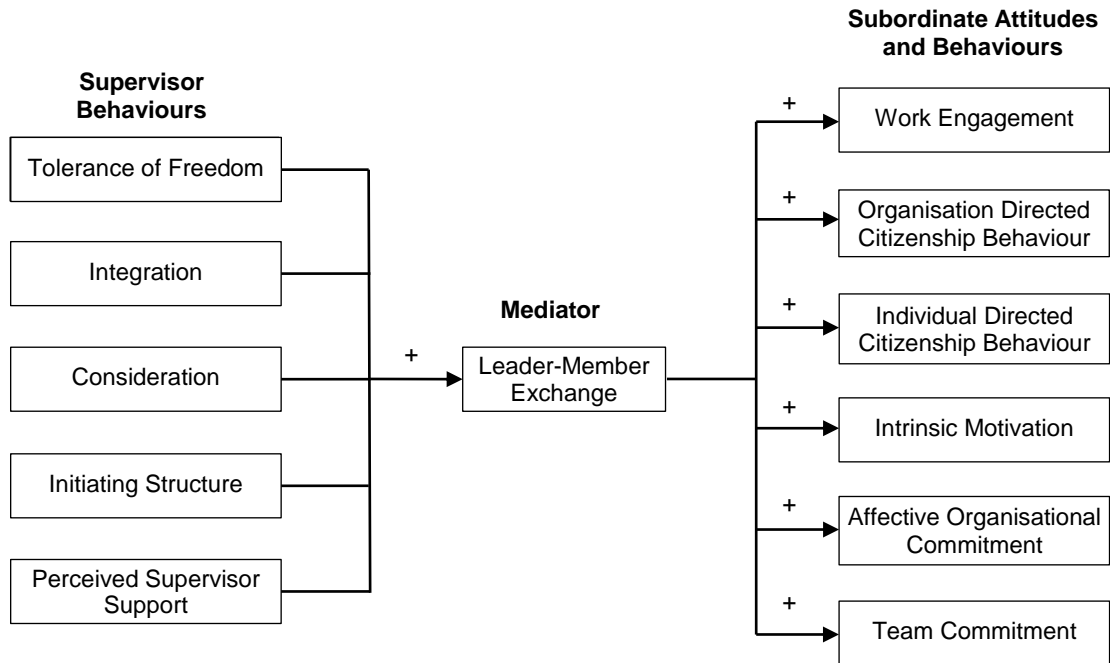 Supervisor
Behaviours
Tolerance of Freedom
Integration
Consideration
Initiating Structure
Perceived Supervisor
Support
+
Mediator
Leader-Member
Exchange
Subordinate Attitudes
and Behaviours
+
Work Engagement
+
Organisation Directed
Citizenship Behaviour
+
Individual Directed
Citizenship Behaviour
+
Intrinsic Motivation
+
Affective Organisational
Commitment
+
Team Commitment